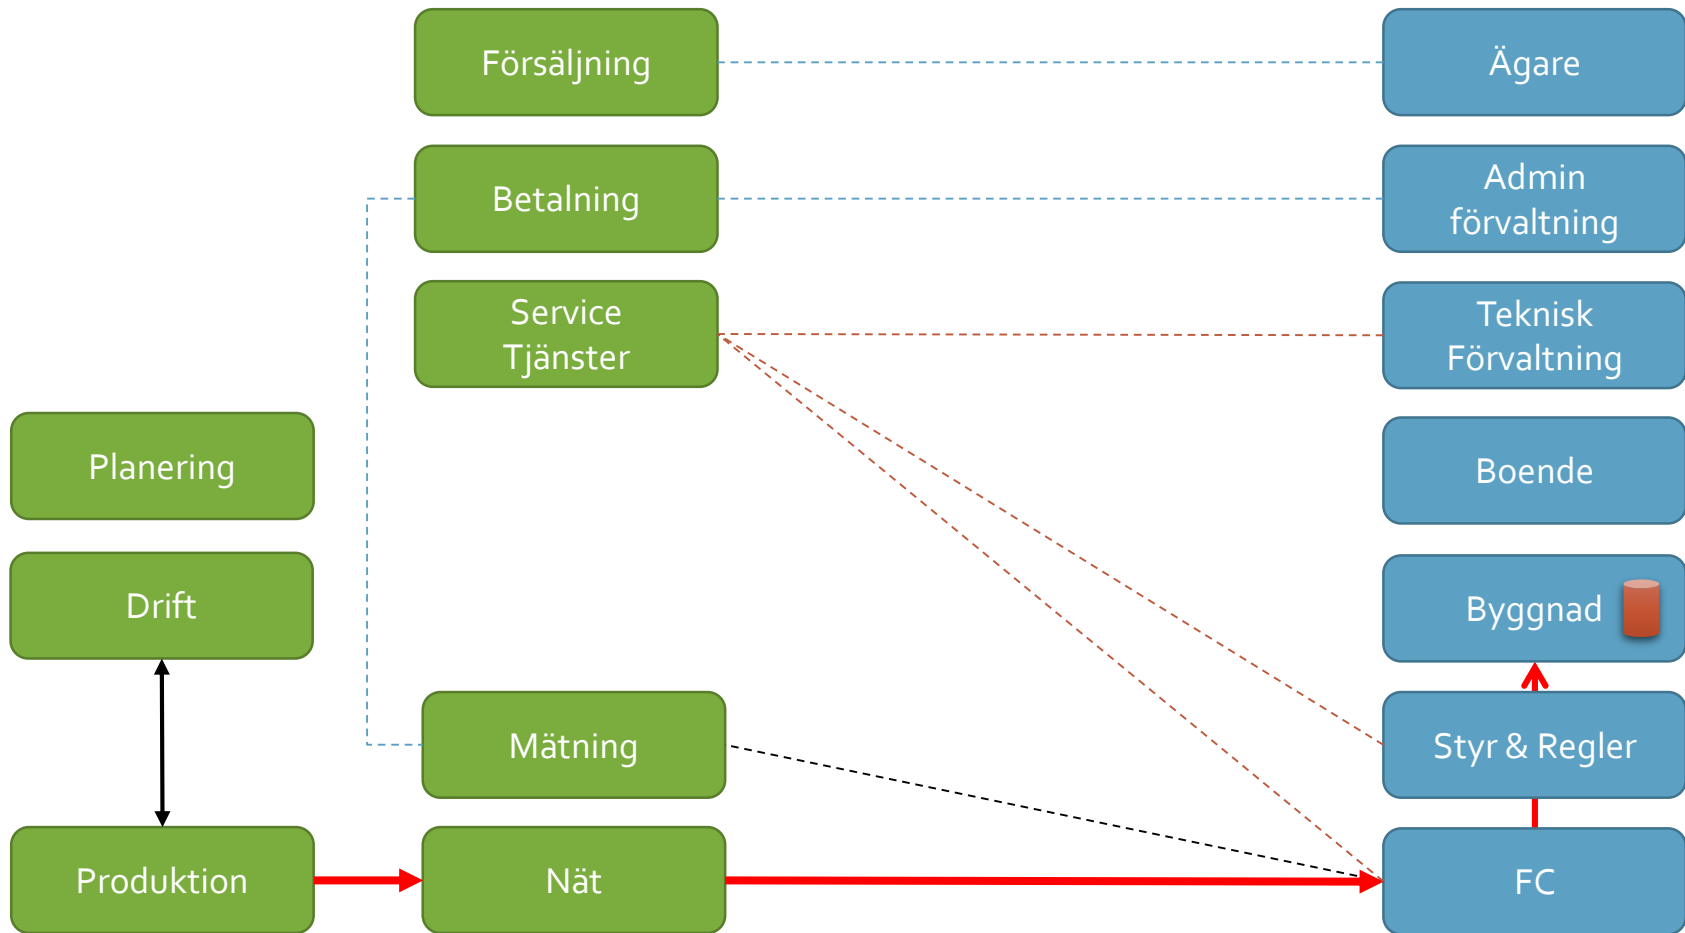 Försäljning
Ägare
Betalning
Admin
förvaltning
Service
Tjänster
Teknisk
Förvaltning
Planering
Boende
Drift
Byggnad
Mätning
Styr & Regler
Produktion
Nät
FC